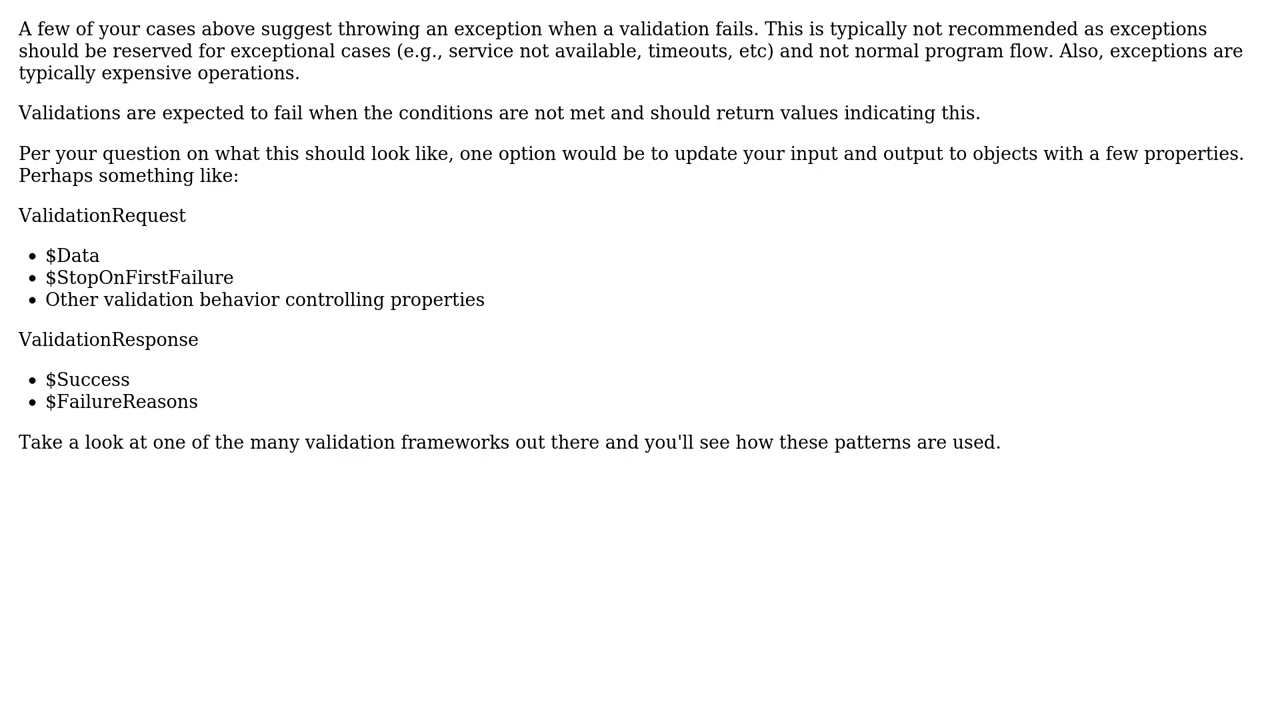 A few of your cases above suggest throwing an exception when a validation fails. This is typically not recommended as exceptions
should be reserved for exceptional cases (e.g., service not available, timeouts, etc) and not normal program flow. Also, exceptions are
typically expensive operations.
Validations are expected to fail when the conditions are not met and should return values indicating this.
Per your question on what this should look like, one option would be to update your input and output to objects with a few properties.
Perhaps something like:
ValidationRequest
• $Data
• $StopOnFirstFailure
• Other validation behavior controlling properties
ValidationResponse
• $Success
• $FailureReasons
Take a look at one of the many validation frameworks out there and you'll see how these patterns are used.